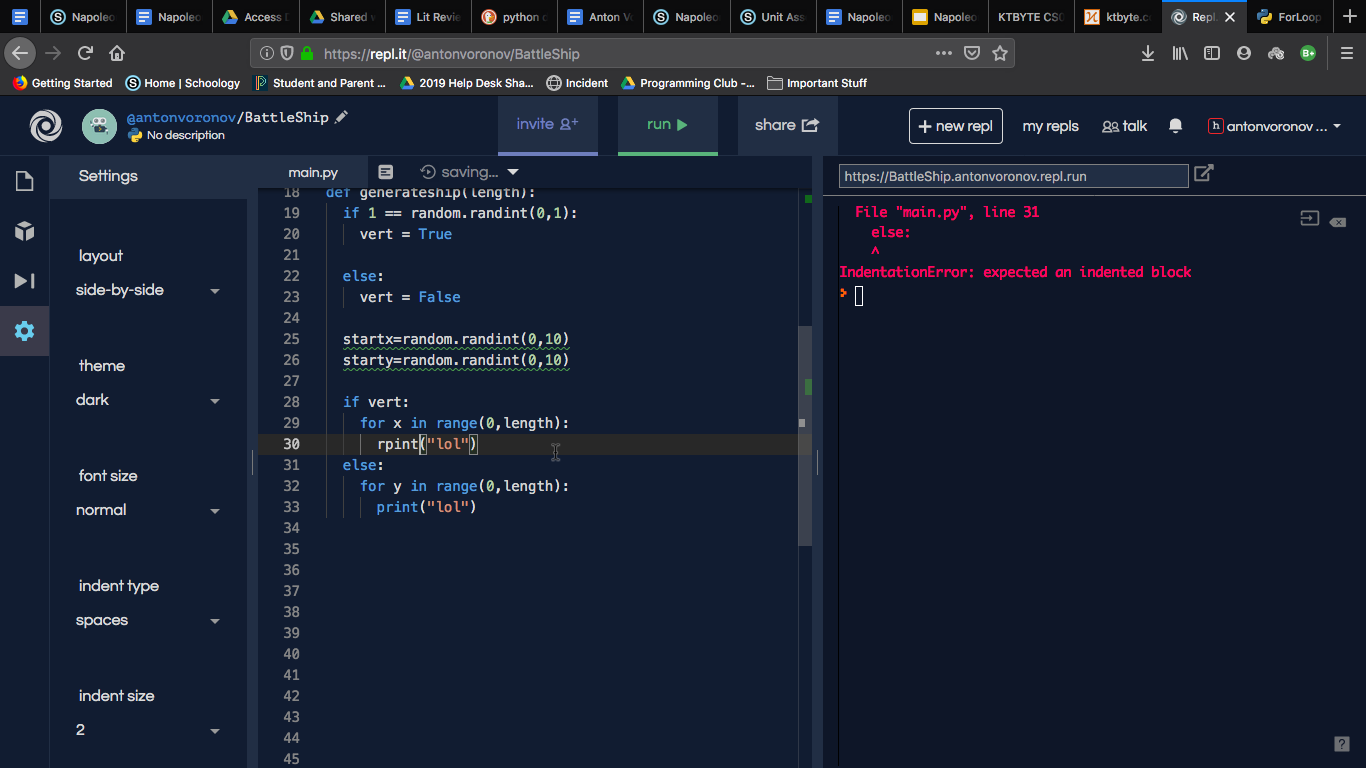 Napoleo
Napoleo
Access D
Shared w
Lit Revie
python c
Anton Vo
Napoleo
Unit Ass
Napoleo
Napoleo
KTBYTE CSC
ktbyte.c
Repl.
ForLoop
https://repl.it/@antonvoronov/BattleShip
Getting Started
Home | Schoology
Student and Parent ...
2019 Help Desk Sha...
Incident
Programming Club -...
Important Stuff
@antonvoronov/BattleShip
No description
invite
run
share
+ new repl
my repls
talk
h antonvoronov ...
Settings
layout
side-by-side
theme
dark
font size
normal
indent type
spaces
indent size
2
main.py
saving...
18 def generateship(length):
19 if 1 == random.randint(0,1):
20 vert = True
21
22 else:
23 vert = False
24
25 startx=random.randint(0,10)
26 starty=random.randint(0,10)
27
28 if vert:
29 for x in range(0,length):
30 rpint("lol")
31 else:
32 for y in range(0,length):
33 print("lol")
34
35
36
37
38
39
40
41
42
43
44
45
https://BattleShip.antonvoronov.repl.run
File "main.py", line 31
else:
^
IndentationError: expected an indented block
?